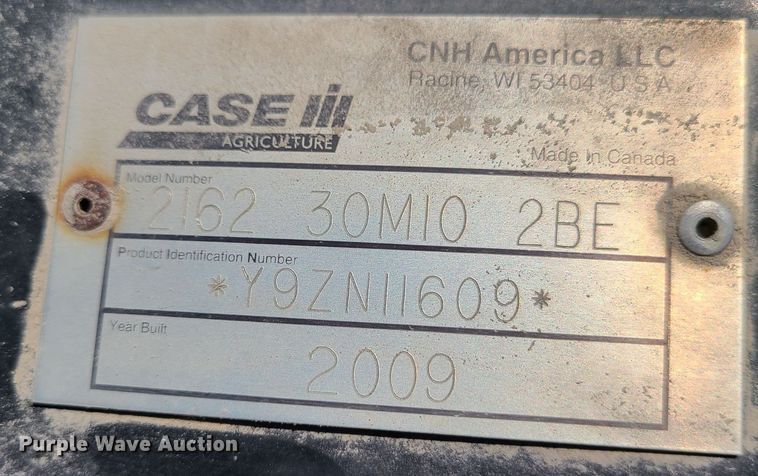 CNH America LLC
Racine, WI 53404 U S A
CASE IH
AGRICULTURE
Made in Canada
Model Number
2162 30M10 2BE
Product Identification Number
*Y9ZN11609*
Year Built
2009
Purple Wave Auction